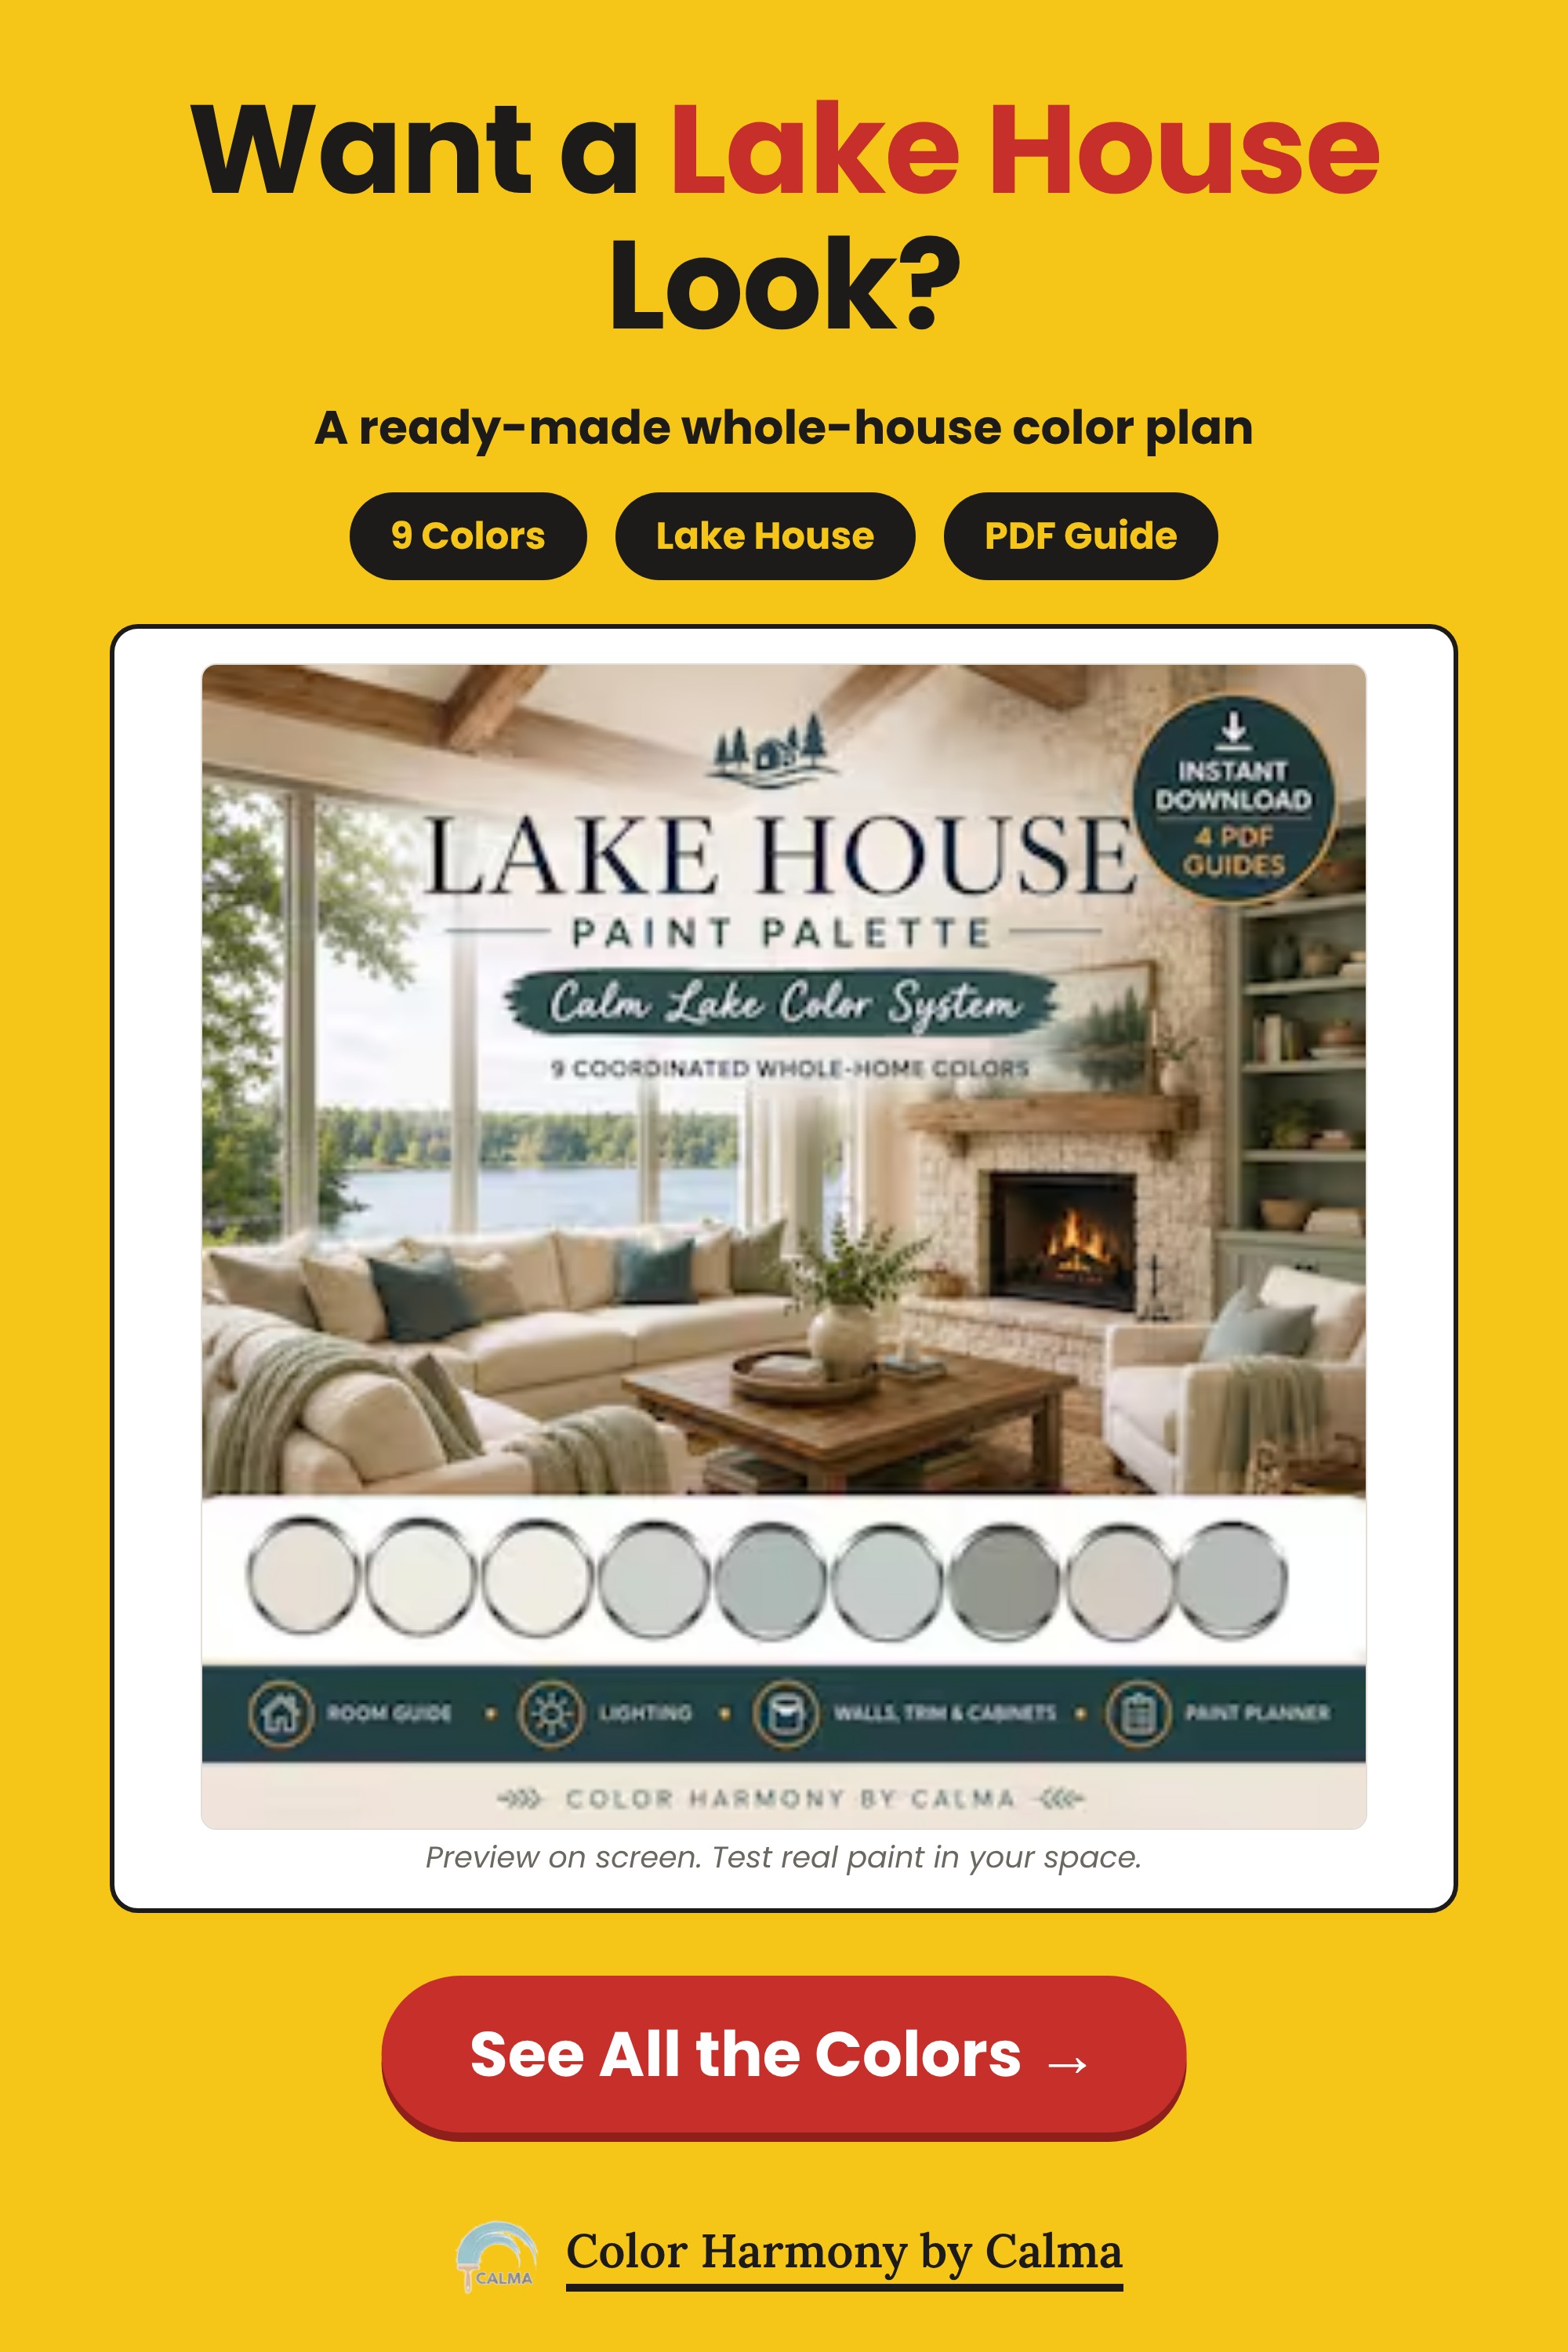 Want a Lake House
Look?
A ready-made whole-house color plan
9 Colors
Lake House
PDF Guide
INSTANT
DOWNLOAD
4 PDF
GUIDES
LAKE HOUSE
PAINT PALETTE
Calm Lake Color System
9 COORDINATED WHOLE-HOME COLORS
ROOM GUIDE • LIGHTING • WALLS, TRIM & CABINETS • PAINT PLANNER
COLOR HARMONY BY CALMA
Preview on screen. Test real paint in your space.
See All the Colors →
CALMA
Color Harmony by Calma